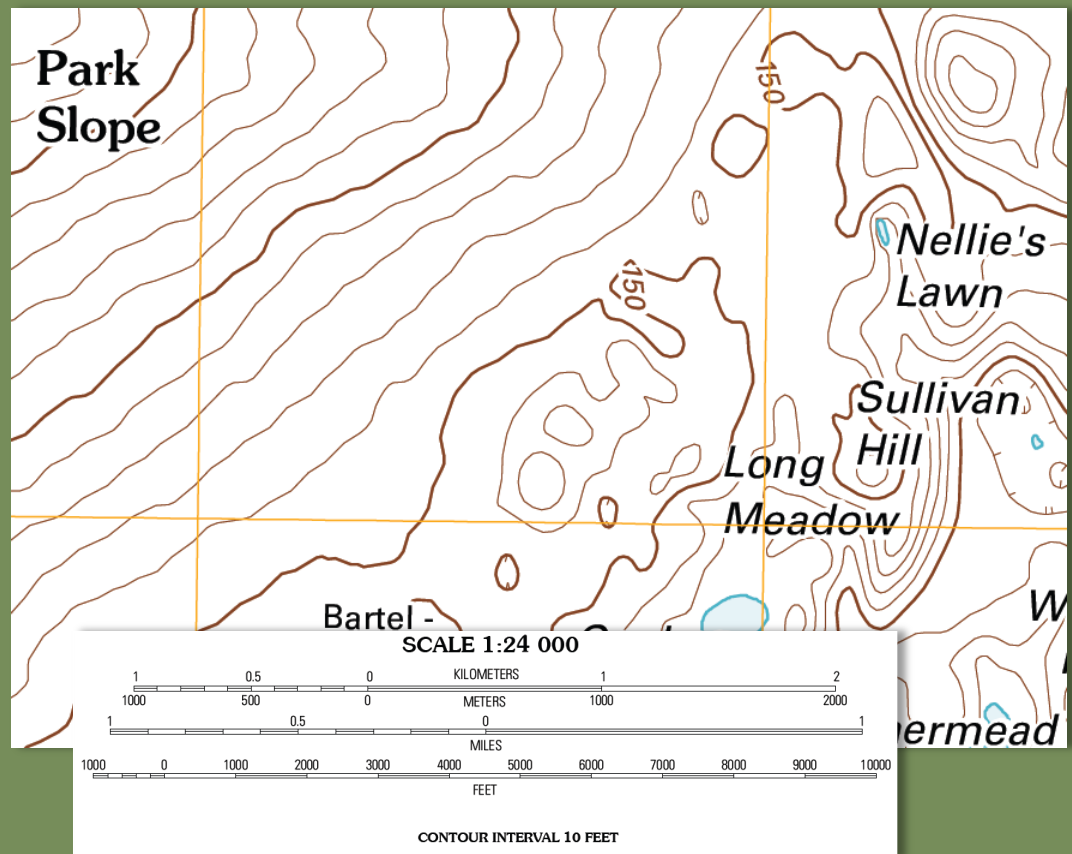 Park
Slope
150
Nellie's
Lawn
150
Sullivan
Hill
Long
Meadow
Bartel -
W
ermead
SCALE 1:24 000
1 0.5 0 KILOMETERS 1 2
1000 500 0 METERS 1000 2000
1 0.5 0 1
MILES
1000 0 1000 2000 3000 4000 5000 6000 7000 8000 9000 10000
FEET
CONTOUR INTERVAL 10 FEET